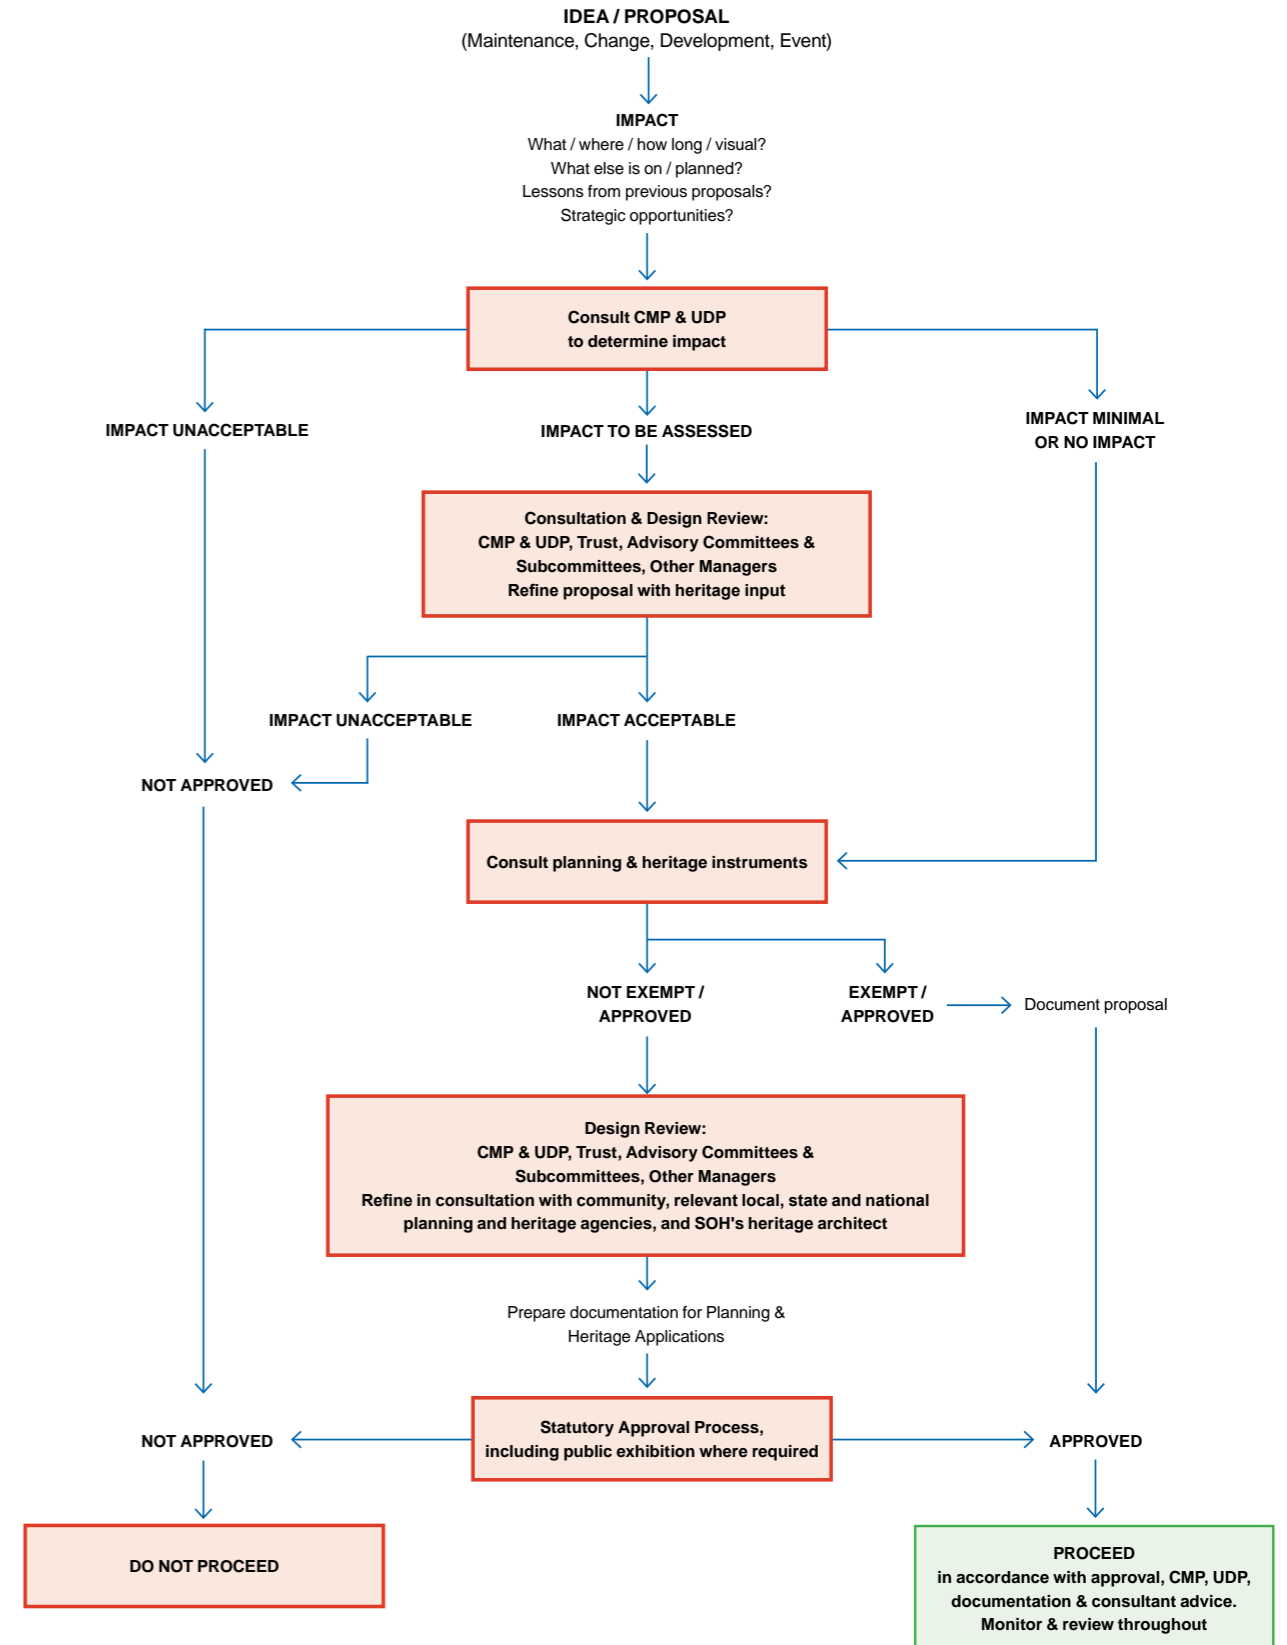 IDEA / PROPOSAL
(Maintenance, Change, Development, Event)
IMPACT
What / where / how long / visual?
What else is on / planned?
Lessons from previous proposals?
Strategic opportunities?
Consult CMP & UDP
to determine impact
IMPACT UNACCEPTABLE
IMPACT TO BE ASSESSED
IMPACT MINIMAL
OR NO IMPACT
Consultation & Design Review:
CMP & UDP, Trust, Advisory Committees &
Subcommittees, Other Managers
Refine proposal with heritage input
IMPACT UNACCEPTABLE
IMPACT ACCEPTABLE
NOT APPROVED
Consult planning & heritage instruments
NOT EXEMPT /
APPROVED
EXEMPT /
APPROVED
Document proposal
Design Review:
CMP & UDP, Trust, Advisory Committees &
Subcommittees, Other Managers
Refine in consultation with community, relevant local, state and national
planning and heritage agencies, and SOH's heritage architect
Prepare documentation for Planning &
Heritage Applications
Statutory Approval Process,
including public exhibition where required
NOT APPROVED
APPROVED
DO NOT PROCEED
PROCEED
in accordance with approval, CMP, UDP,
documentation & consultant advice.
Monitor & review throughout